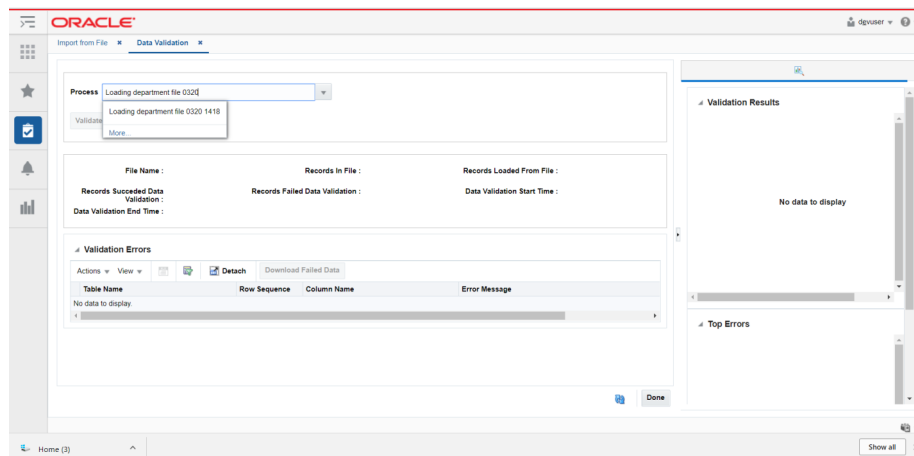 ORACLE
devuser
Import from File
Data Validation
Process
Loading department file 0320
Loading department file 0320 1418
More...
Validate
File Name :
Records In File :
Records Loaded From File :
Records Succeded Data Validation :
Records Failed Data Validation :
Data Validation Start Time :
Data Validation End Time :
Validation Errors
Actions
View
Detach
Download Failed Data
Table Name
Row Sequence
Column Name
Error Message
No data to display.
Done
Validation Results
No data to display
Top Errors
Home (3)
Show all